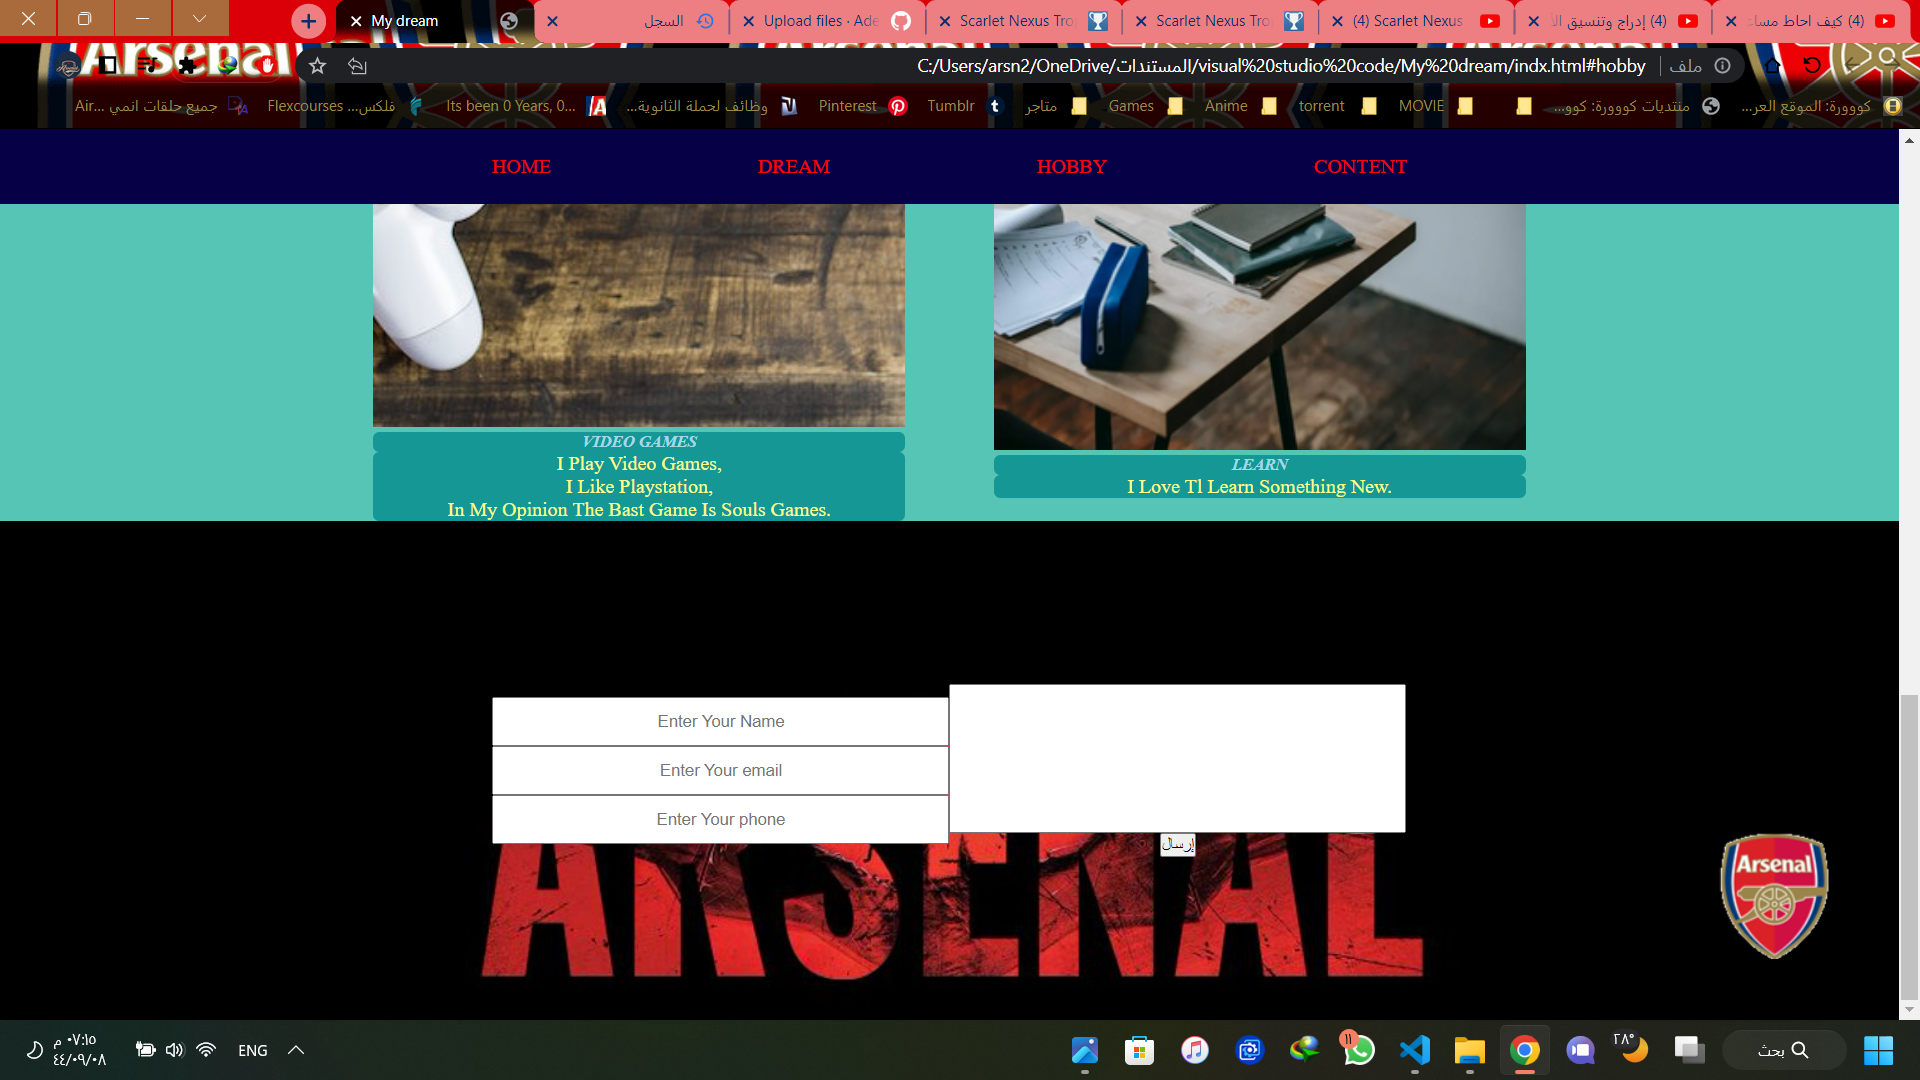 My dream
السجل
Upload files · Ade
Scarlet Nexus Tro
Scarlet Nexus Tro
(4) Scarlet Nexus
(4) إدراج وتنسيق الأ
(4) كيف احاط مساء
Arsenal
C:/Users/arsn2/OneDrive/المستندات/visual%20studio%20code/My%20dream/indx.html#hobby
ملف
جميع حلقات انمي ...Air
Flexcourses ...فلكس
Its been 0 Years, 0...
وظائف لحملة الثانوية...
Pinterest
Tumblr
متاجر
Games
Anime
torrent
MOVIE
منتديات كووورة: كوو...
كووورة: الموقع العر...
HOME
DREAM
HOBBY
CONTENT
VIDEO GAMES
I Play Video Games,
I Like Playstation,
In My Opinion The Bast Game Is Souls Games.
LEARN
I Love Tl Learn Something New.
Enter Your Name
Enter Your email
Enter Your phone
إرسال
ARSENAL
Arsenal
٠٧:١٥ م
٤٤/٠٩/٠٨
ENG
١١
٢٨°
بحث